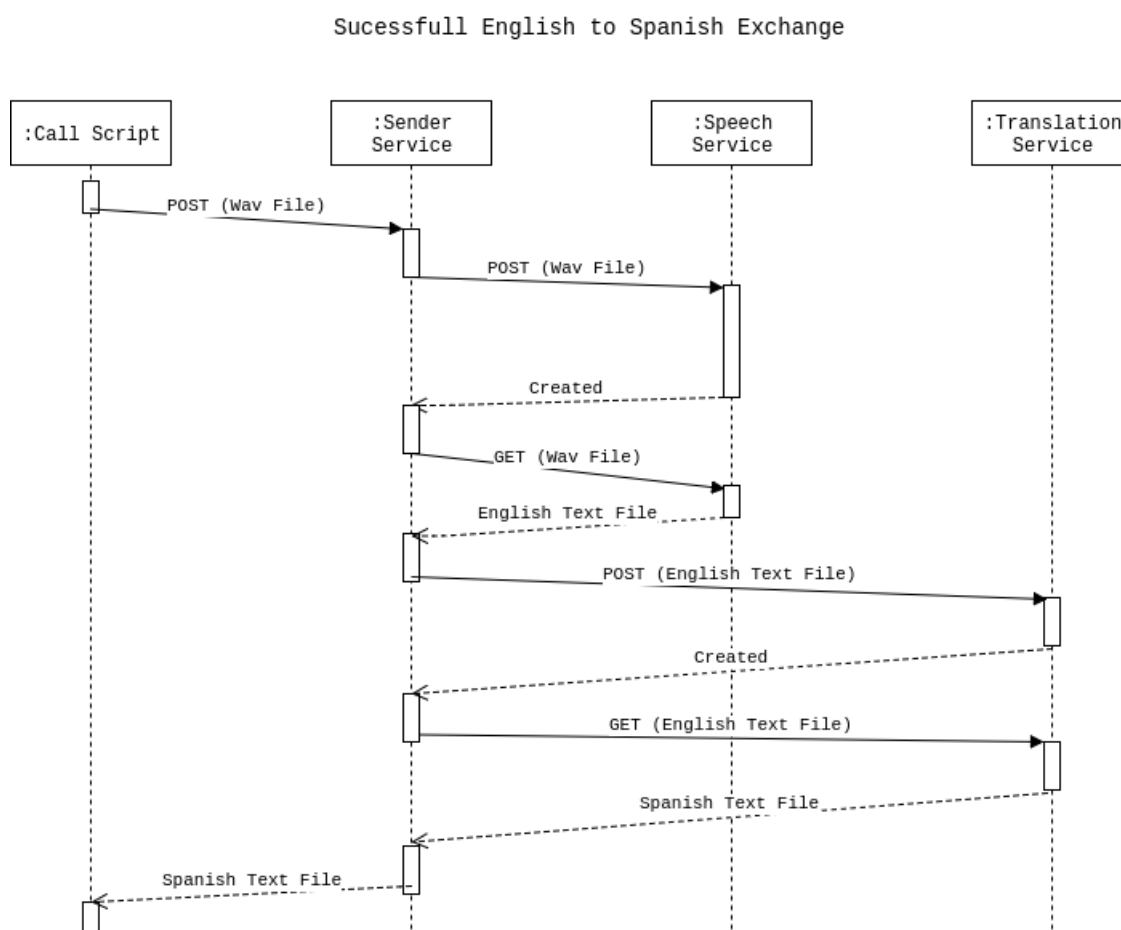 Sucessfull English to Spanish Exchange
:Call Script
:Sender
Service
:Speech
Service
:Translation
Service
POST (Wav File)
POST (Wav File)
Created
GET (Wav File)
English Text File
POST (English Text File)
Created
GET (English Text File)
Spanish Text File
Spanish Text File